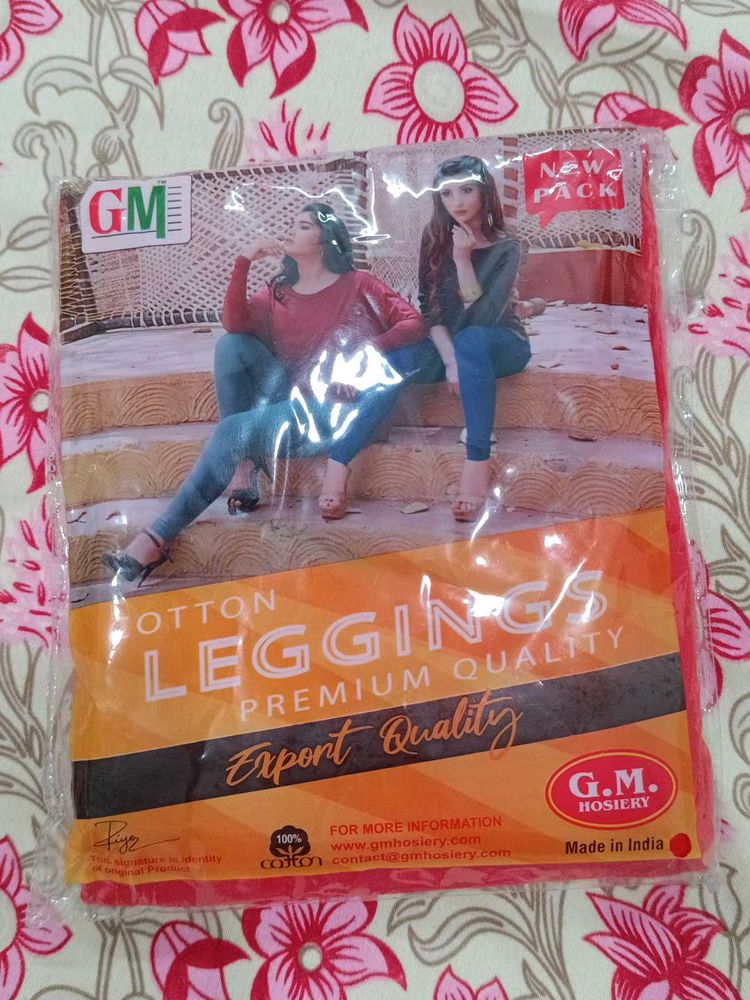 GM™
NEW
PACK
OTTON
LEGGINGS
PREMIUM QUALITY
Export Quality
G.M.
HOSIERY
Made in India
FOR MORE INFORMATION
www.gmhosiery.com
contact@gmhosiery.com
100%
cotton
This signature is Identity
of original Product